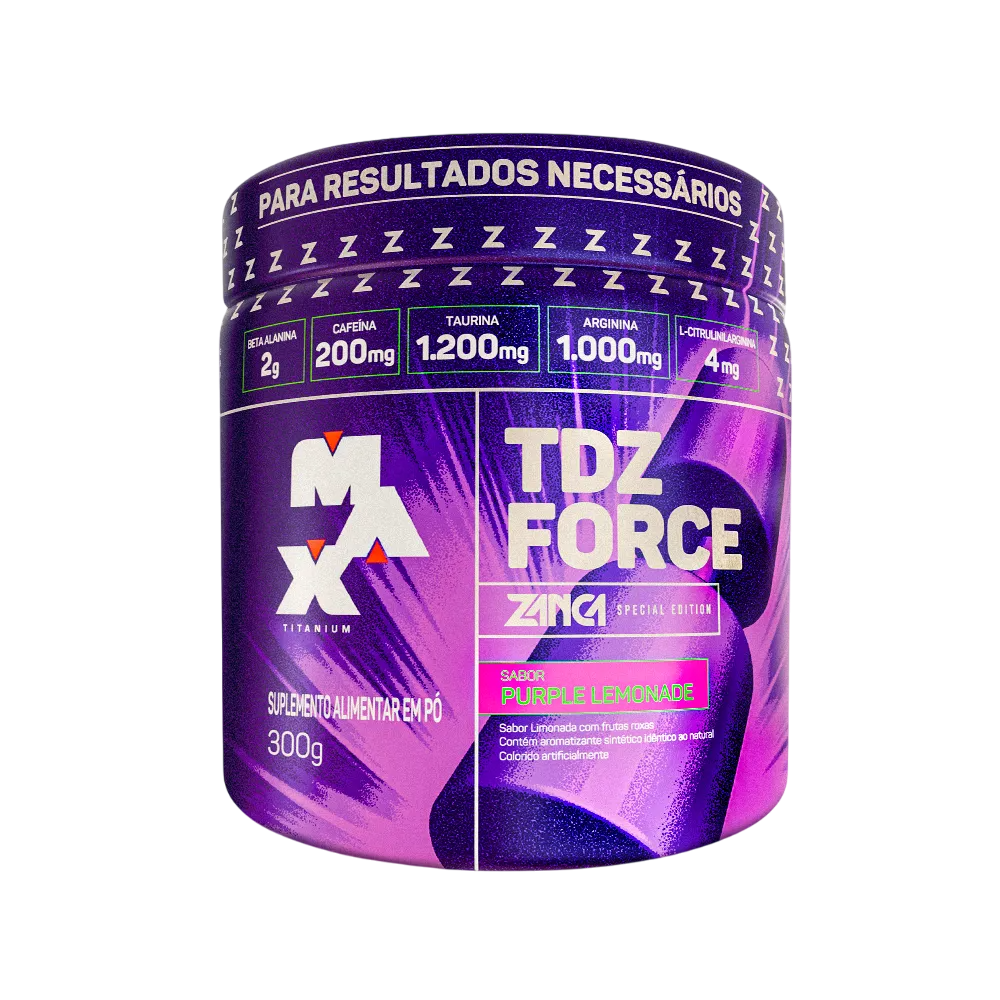 PARA RESULTADOS NECESSÁRIOS
Z Z Z Z Z Z Z Z Z Z Z Z Z
Z Z Z Z Z Z Z Z Z Z Z
BETA ALANINA
2g
CAFEÍNA
200mg
TAURINA
1.200mg
ARGININA
1.000mg
L-CITRULINILARGININA
4mg
MAX
TITANIUM
SUPLEMENTO ALIMENTAR EM PÓ
300g
TDZ
FORCE
ZANCA SPECIAL EDITION
SABOR
PURPLE LEMONADE
Sabor Limonada com frutas roxas
Contém aromatizante sintético idêntico ao natural
Colorido artificialmente